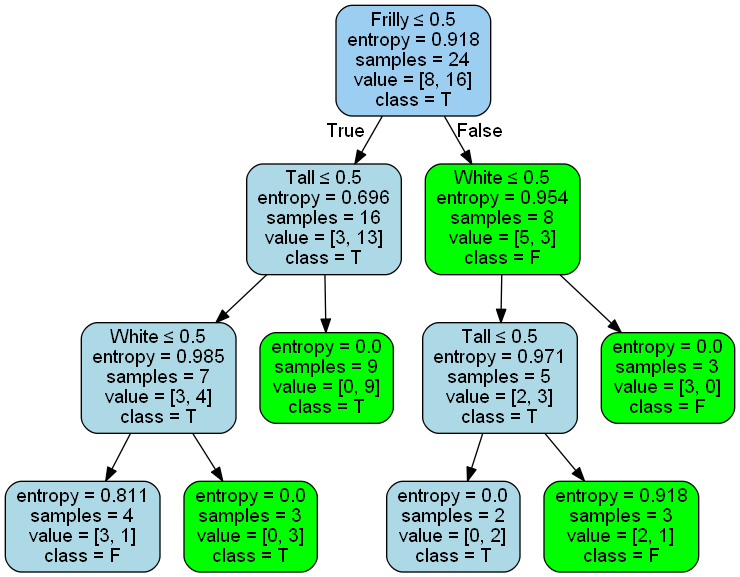 Frilly ≤ 0.5
entropy = 0.918
samples = 24
value = [8, 16]
class = T
True
False
Tall ≤ 0.5
entropy = 0.696
samples = 16
value = [3, 13]
class = T
White ≤ 0.5
entropy = 0.954
samples = 8
value = [5, 3]
class = F
White ≤ 0.5
entropy = 0.985
samples = 7
value = [3, 4]
class = T
entropy = 0.0
samples = 9
value = [0, 9]
class = T
Tall ≤ 0.5
entropy = 0.971
samples = 5
value = [2, 3]
class = T
entropy = 0.0
samples = 3
value = [3, 0]
class = F
entropy = 0.811
samples = 4
value = [3, 1]
class = F
entropy = 0.0
samples = 3
value = [0, 3]
class = T
entropy = 0.0
samples = 2
value = [0, 2]
class = T
entropy = 0.918
samples = 3
value = [2, 1]
class = F